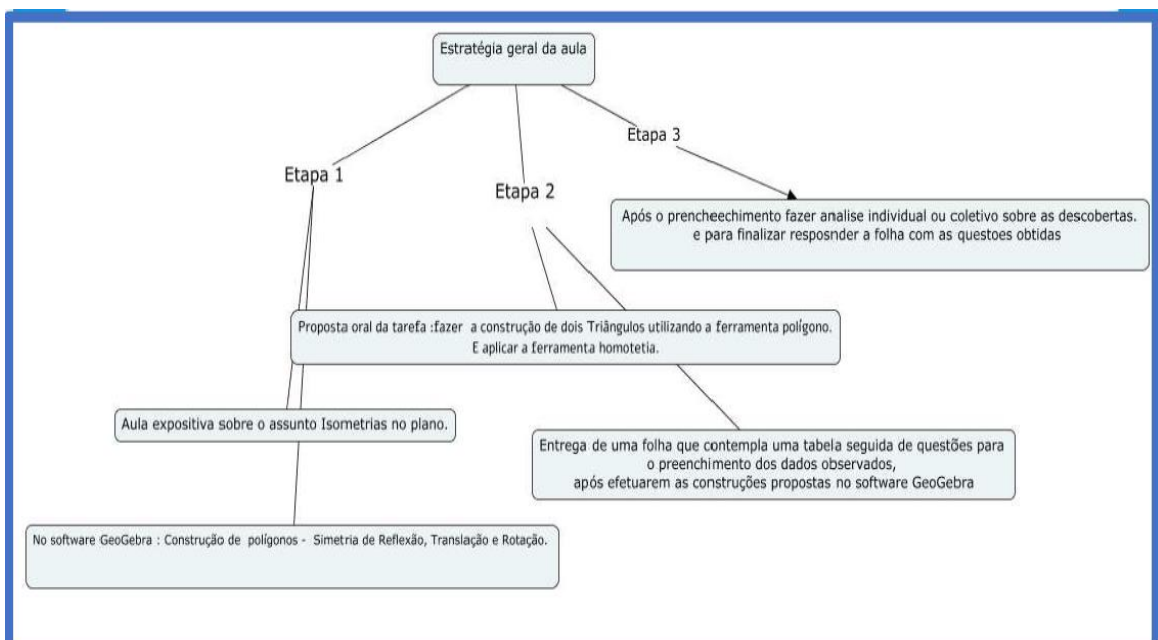 Estratégia geral da aula
Etapa 3
Etapa 1
Etapa 2
Após o prencheechimento fazer analise individual ou coletivo sobre as descobertas.
e para finalizar resposnder a folha com as questoes obtidas
Proposta oral da tarefa :fazer a construção de dois Triângulos utilizando a ferramenta polígono.
E aplicar a ferramenta homotetia.
Aula expositiva sobre o assunto Isometrias no plano.
Entrega de uma folha que contempla uma tabela seguida de questões para
o preenchimento dos dados observados,
após efetuarem as construções propostas no software GeoGebra
No software GeoGebra : Construção de polígonos - Simetria de Reflexão, Translação e Rotação.